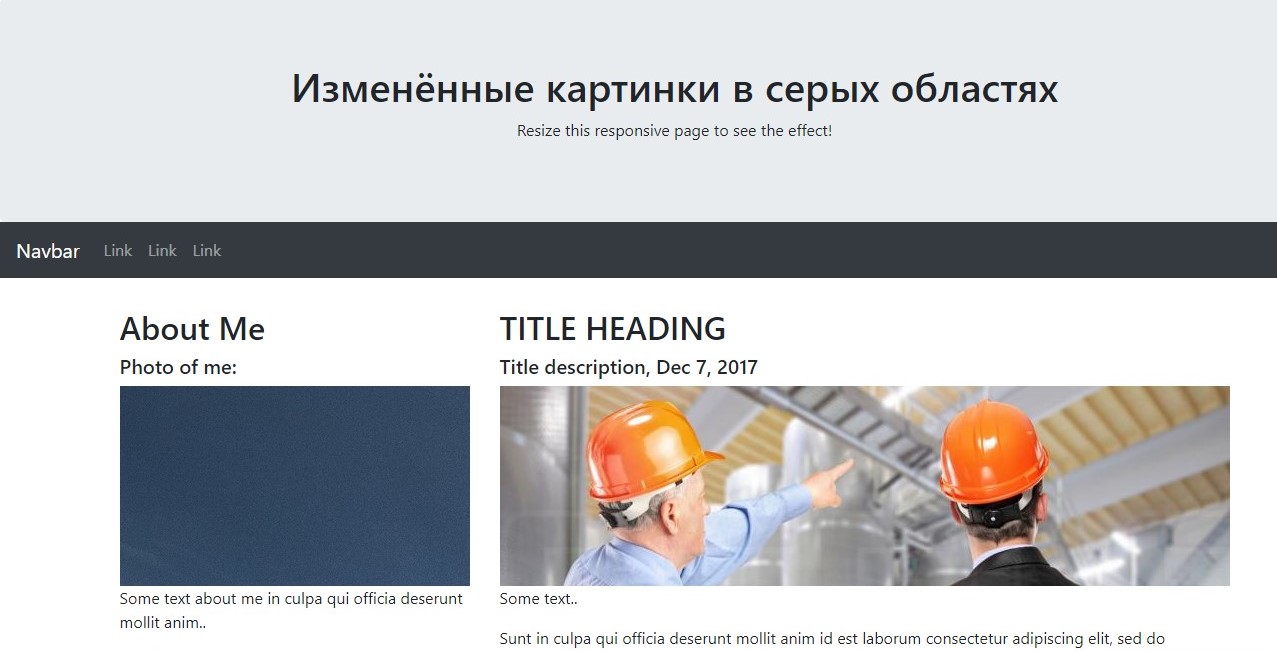 Изменённые картинки в серых областях
Resize this responsive page to see the effect!
Navbar Link Link Link
About Me
Photo of me:
Some text about me in culpa qui officia deserunt
mollit anim..
TITLE HEADING
Title description, Dec 7, 2017
Some text..
Sunt in culpa qui officia deserunt mollit anim id est laborum consectetur adipiscing elit, sed do